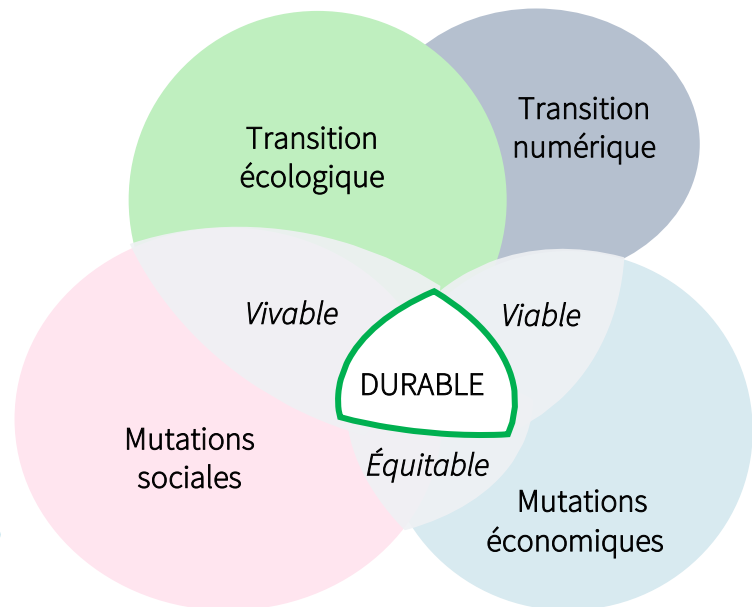 Transition
écologique
Transition
numérique
Vivable
Viable
DURABLE
Mutations
sociales
Équitable
Mutations
économiques